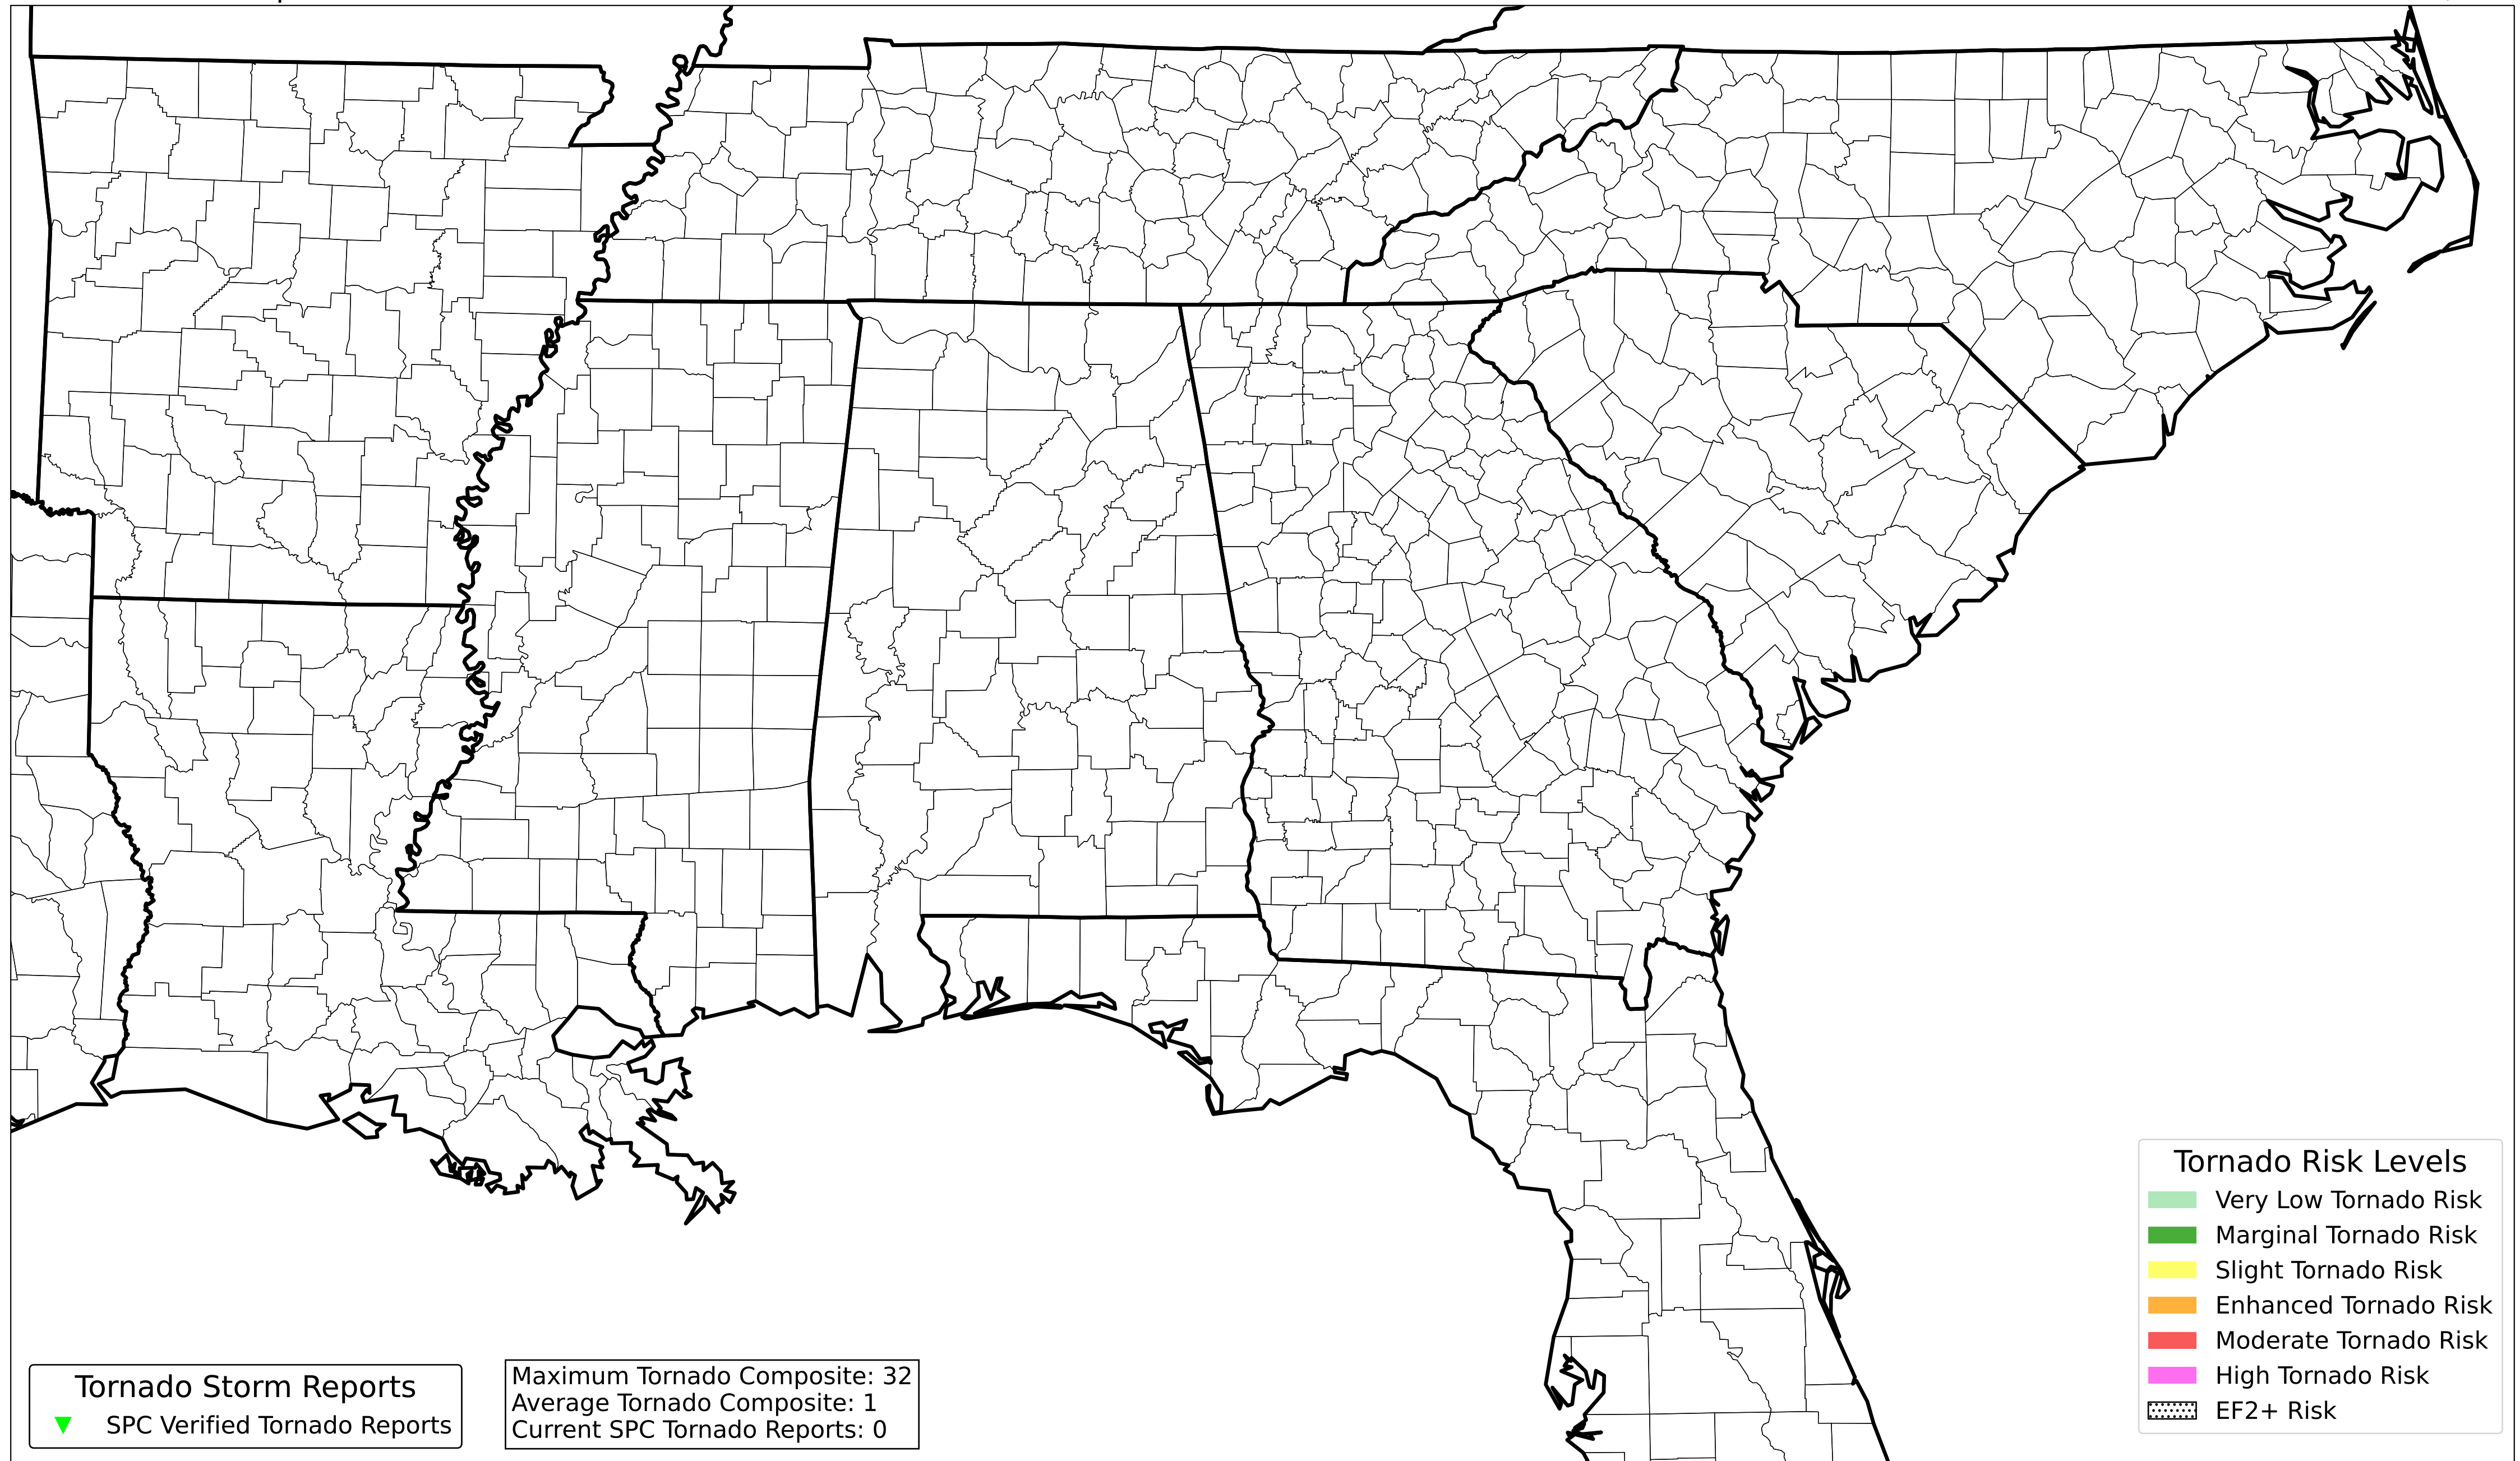 Tornado Risk Levels
Very Low Tornado Risk
Marginal Tornado Risk
Slight Tornado Risk
Enhanced Tornado Risk
Moderate Tornado Risk
High Tornado Risk
EF2+ Risk
Tornado Storm Reports
SPC Verified Tornado Reports
Maximum Tornado Composite: 32
Average Tornado Composite: 1
Current SPC Tornado Reports: 0